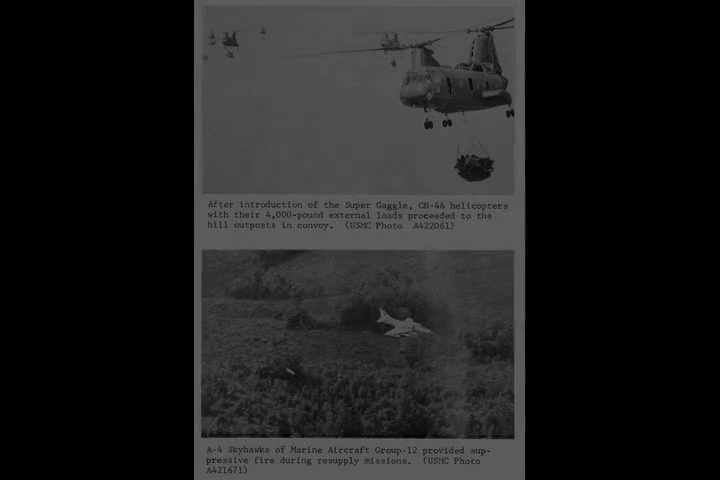 After introduction of the Super Gaggle, CH-46 helicopters
with their 4,000-pound external loads proceeded to the
hill outposts in convoy. (USMC Photo A422061)
A-4 Skyhawks of Marine Aircraft Group-12 provided sup-
pressive fire during resupply missions. (USMC Photo
A421671)